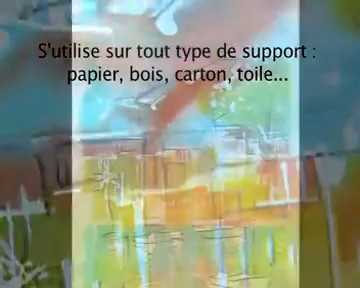 S'utilise sur tout type de support :
papier, bois, carton, toile...